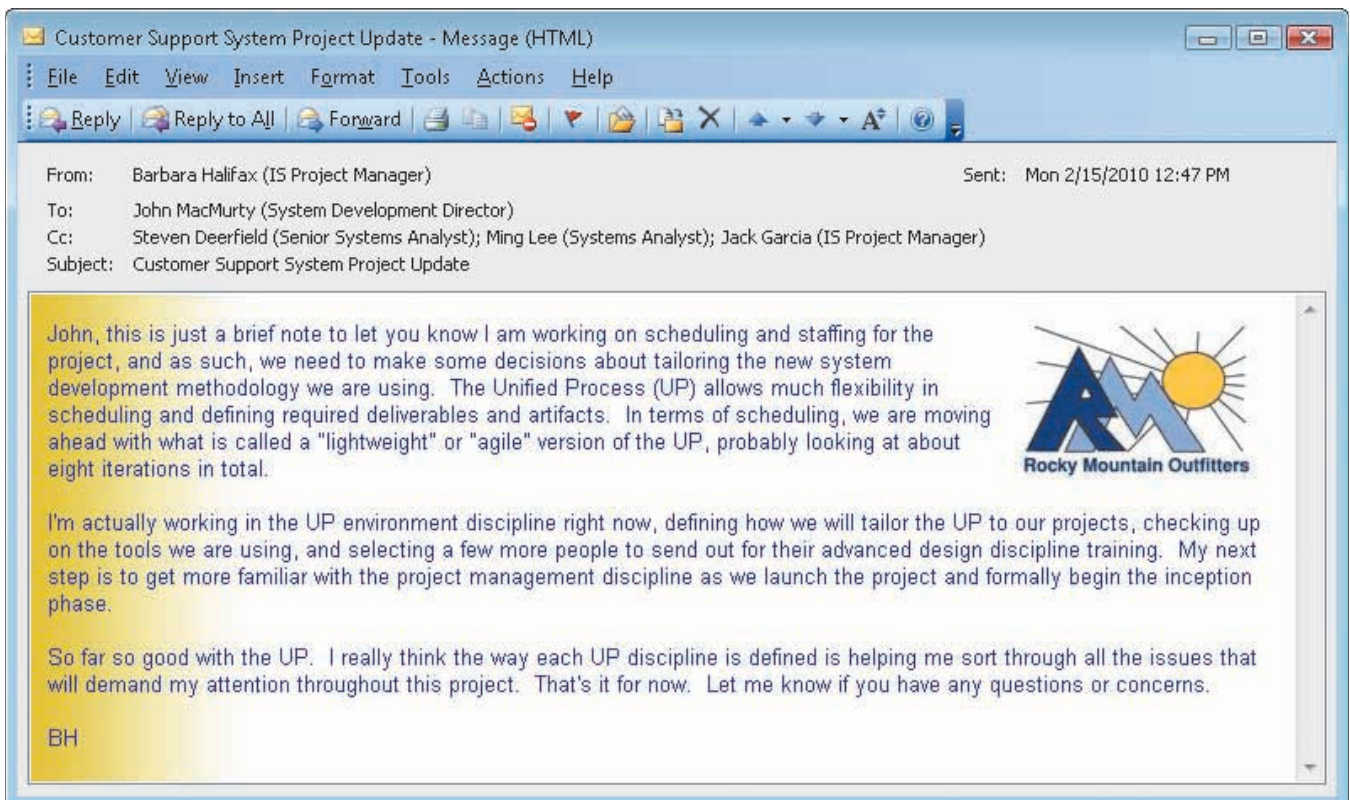 Customer Support System Project Update - Message (HTML)
File Edit View Insert Format Tools Actions Help
Reply Reply to All Forward A
From: Barbara Halifax (IS Project Manager) Sent: Mon 2/15/2010 12:47 PM
To: John MacMurty (System Development Director)
Cc: Steven Deerfield (Senior Systems Analyst); Ming Lee (Systems Analyst); Jack Garcia (IS Project Manager)
Subject: Customer Support System Project Update
John, this is just a brief note to let you know I am working on scheduling and staffing for the
project, and as such, we need to make some decisions about tailoring the new system
development methodology we are using. The Unified Process (UP) allows much flexibility in
scheduling and defining required deliverables and artifacts. In terms of scheduling, we are moving
ahead with what is called a "lightweight" or "agile" version of the UP, probably looking at about
eight iterations in total.
RMO
Rocky Mountain Outfitters
I'm actually working in the UP environment discipline right now, defining how we will tailor the UP to our projects, checking up
on the tools we are using, and selecting a few more people to send out for their advanced design discipline training. My next
step is to get more familiar with the project management discipline as we launch the project and formally begin the inception
phase.
So far so good with the UP. I really think the way each UP discipline is defined is helping me sort through all the issues that
will demand my attention throughout this project. That's it for now. Let me know if you have any questions or concerns.
BH